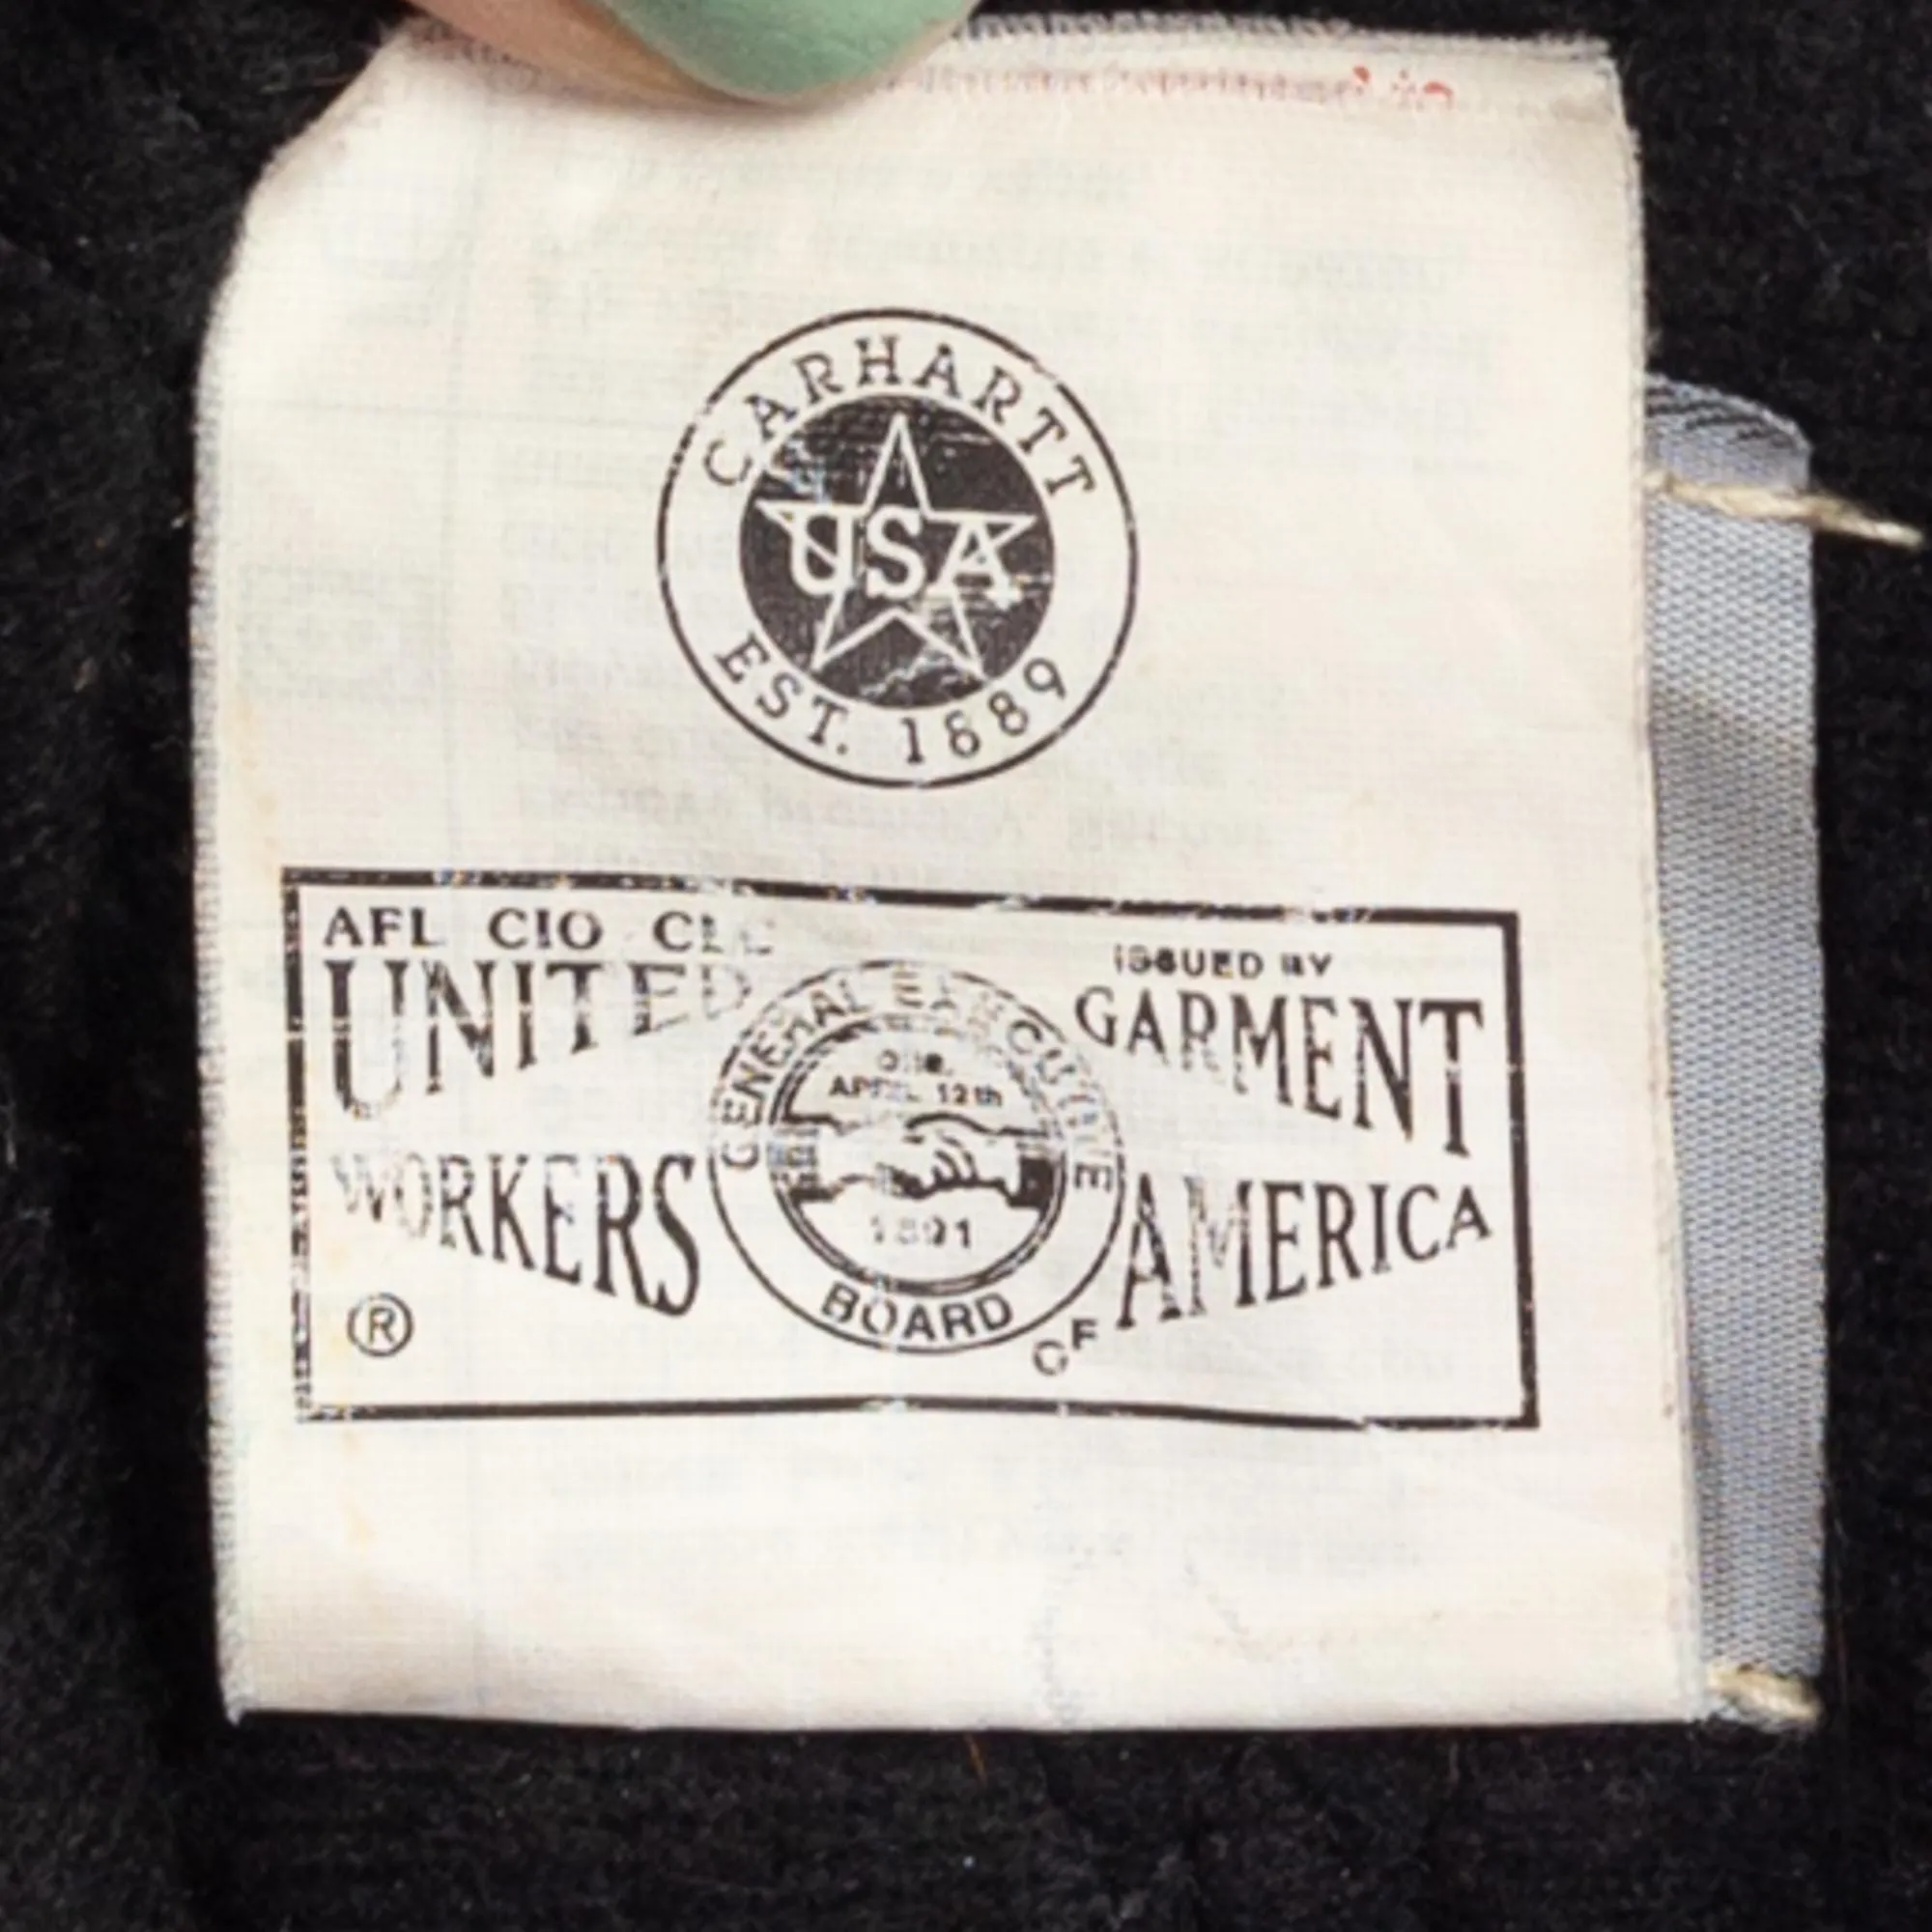 CARHARTT
USA
EST. 1889
AFL CIO CLC
ISSUED BY
UNITED
GARMENT
GENERAL EXECUTIVE
APRIL 12th
WORKERS
AMERICA
1891
BOARD
OF
®